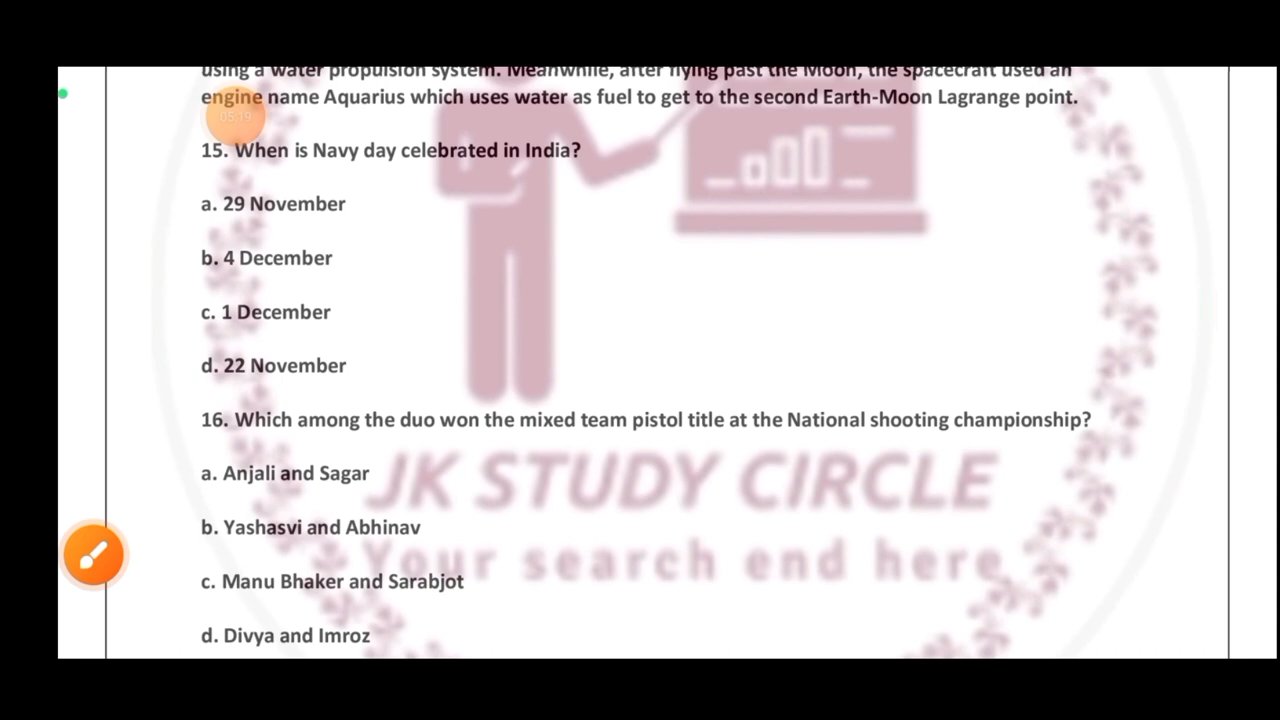 using a water propulsion system. Meanwhile, after flying past the Moon, the spacecraft used an
engine name Aquarius which uses water as fuel to get to the second Earth-Moon Lagrange point.
05:19
15. When is Navy day celebrated in India?
a. 29 November
b. 4 December
c. 1 December
d. 22 November
16. Which among the duo won the mixed team pistol title at the National shooting championship?
a. Anjali and Sagar
JK STUDY CIRCLE
b. Yashasvi and Abhinav
Your search end here
c. Manu Bhaker and Sarabjot
d. Divya and Imroz